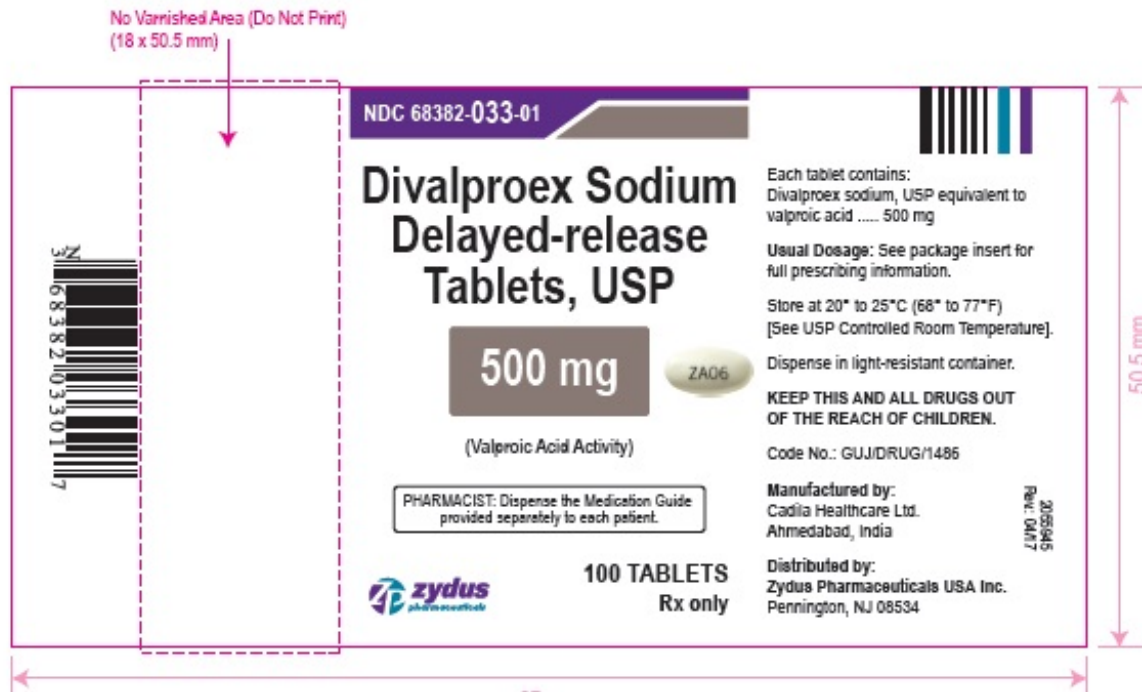 No Varnished Area (Do Not Print)
(18 x 50.5 mm)
N
3
68382 03301
7
NDC 68382-033-01
Divalproex Sodium
Delayed-release
Tablets, USP
500 mg
ZA06
(Valproic Acid Activity)
PHARMACIST: Dispense the Medication Guide
provided separately to each patient.
zydus
pharmaceuticals
100 TABLETS
Rx only
Each tablet contains:
Divalproex sodium, USP equivalent to
valproic acid ..... 500 mg
Usual Dosage: See package insert for
full prescribing information.
Store at 20° to 25°C (68° to 77°F)
[See USP Controlled Room Temperature].
Dispense in light-resistant container.
KEEP THIS AND ALL DRUGS OUT
OF THE REACH OF CHILDREN.
Code No.: GUJ/DRUG/1486
Manufactured by:
Cadila Healthcare Ltd.
Ahmedabad, India
Distributed by:
Zydus Pharmaceuticals USA Inc.
Pennington, NJ 08534
Rev.: 04/17
50.5 mm